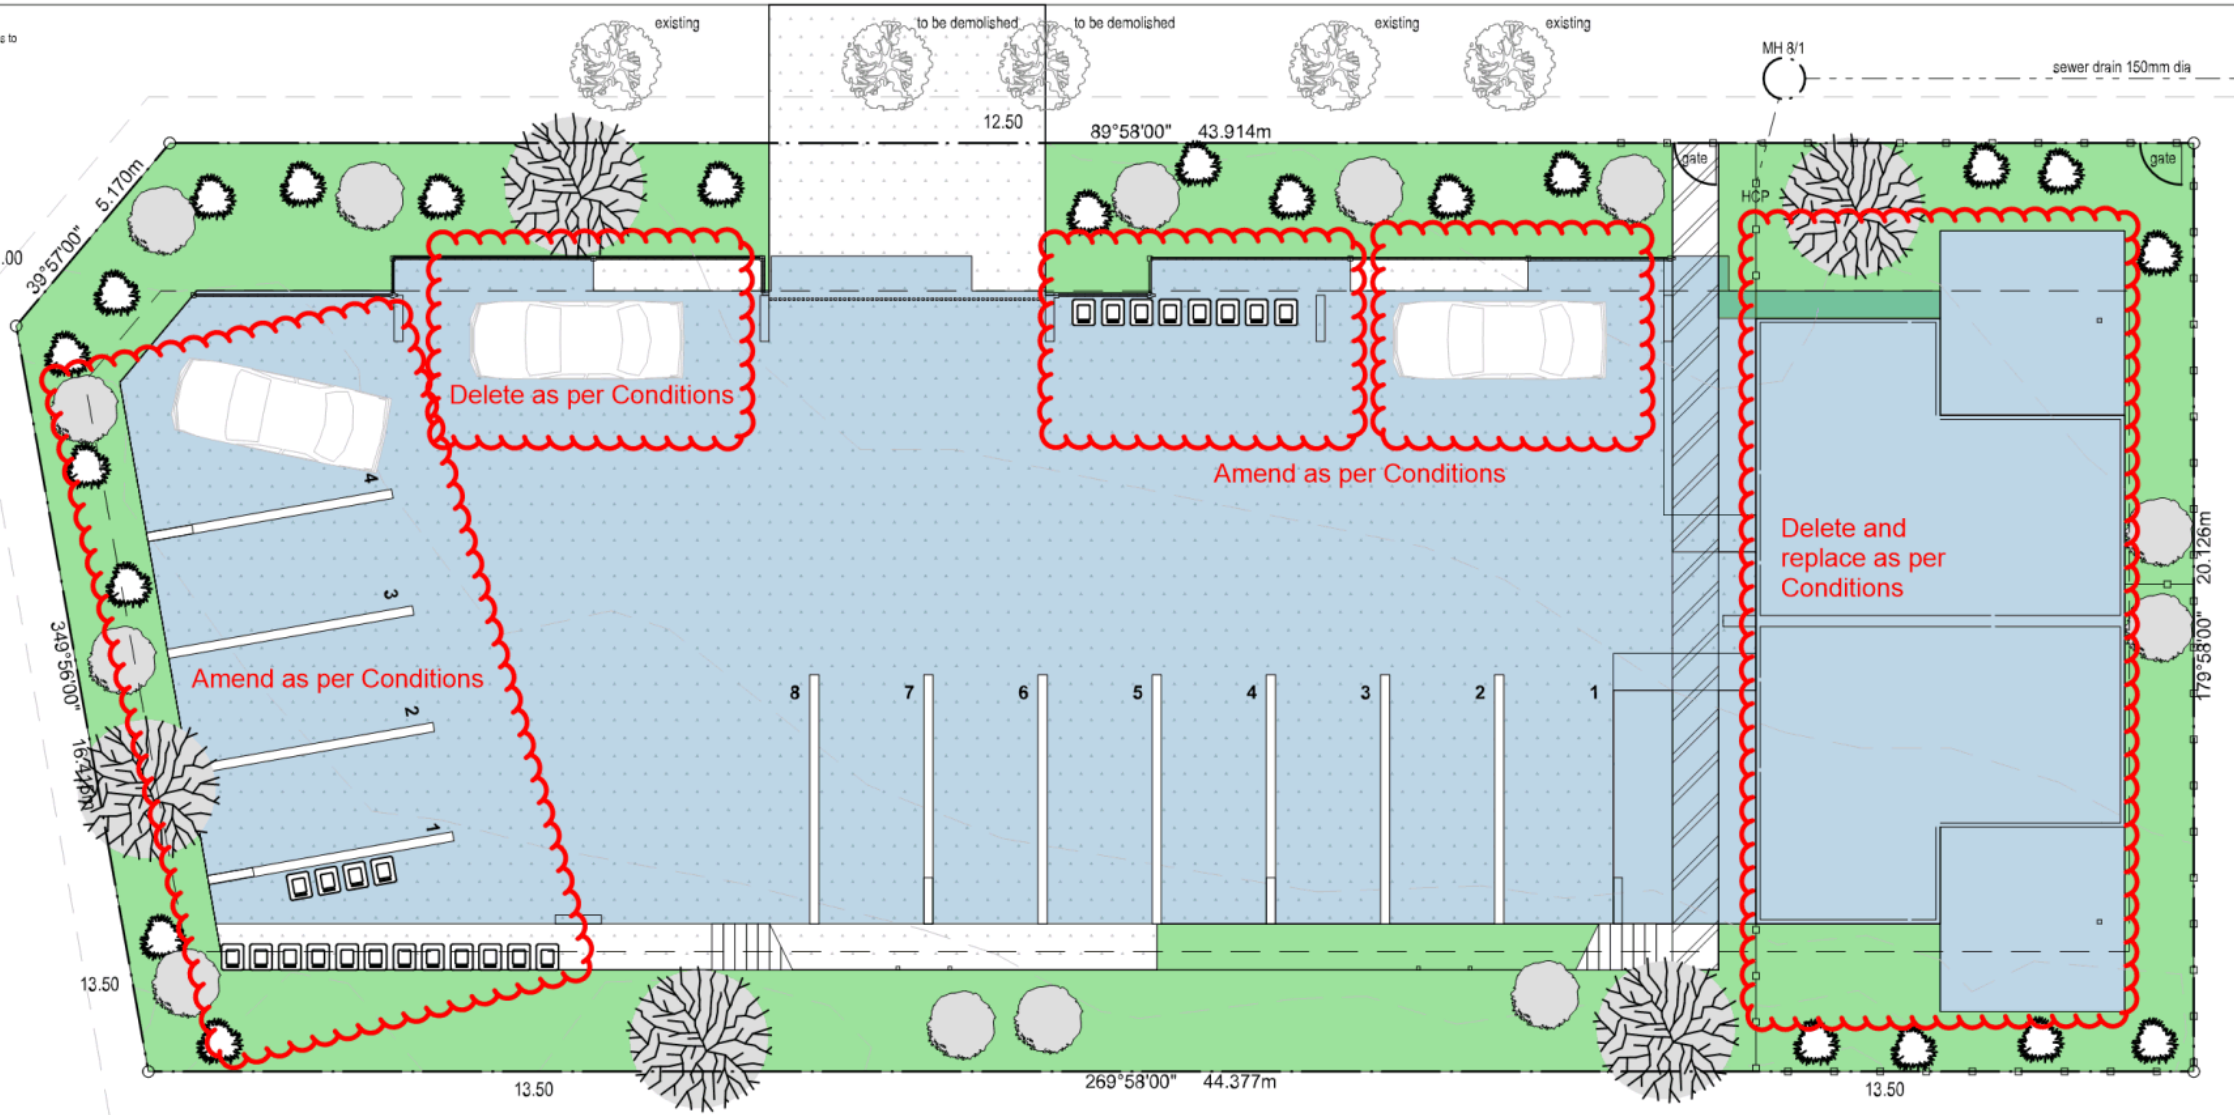 existing
to be demolished
to be demolished
existing
existing
s to
MH 8/1
sewer drain 150mm dia
12.50
89°58'00" 43.914m
gate
gate
5.170m
HCP
39°57'00"
.00
Delete as per Conditions
Amend as per Conditions
4
Delete and
replace as per
Conditions
20.126m
3
349°56'00"
179°58'00"
Amend as per Conditions
8
7
6
5
4
3
2
1
2
1
13.50
13.50
269°58'00" 44.377m
13.50